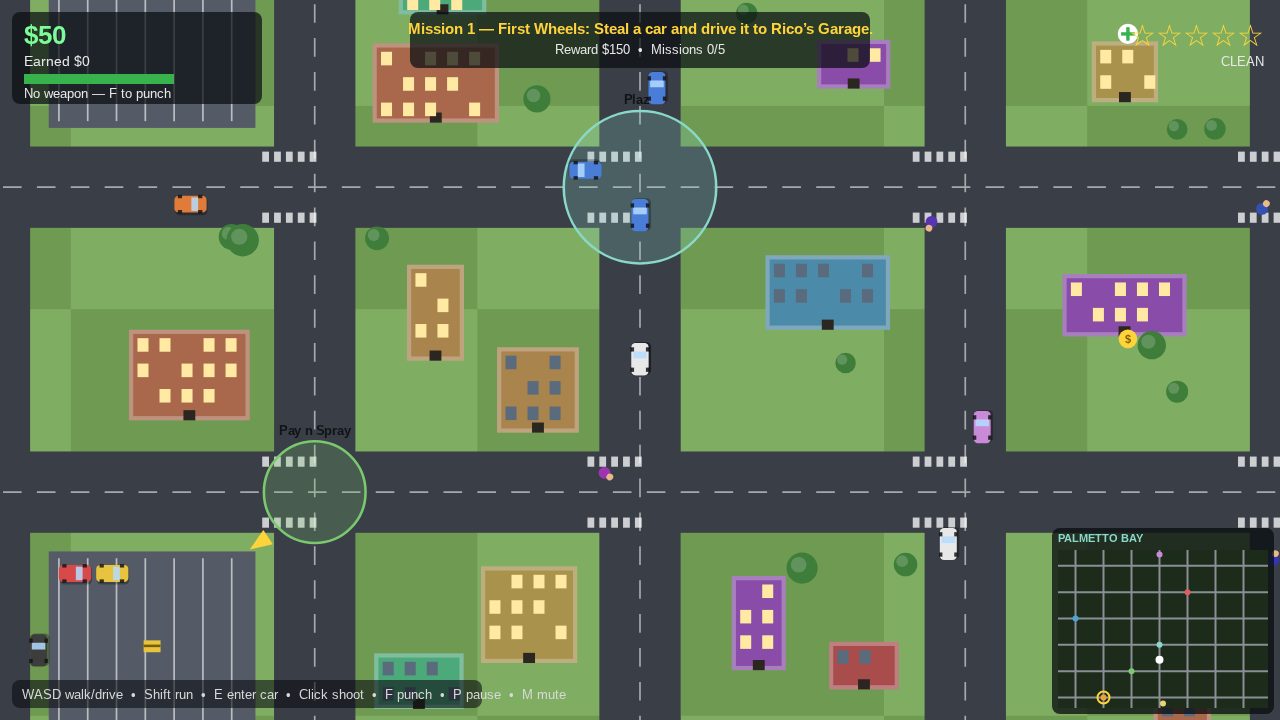 $50
Earned $0
No weapon — F to punch
Mission 1 — First Wheels: Steal a car and drive it to Rico's Garage.
Reward $150 • Missions 0/5
CLEAN
Plaz
Pay n Spray
$
PALMETTO BAY
WASD walk/drive • Shift run • E enter car • Click shoot • F punch • P pause • M mute